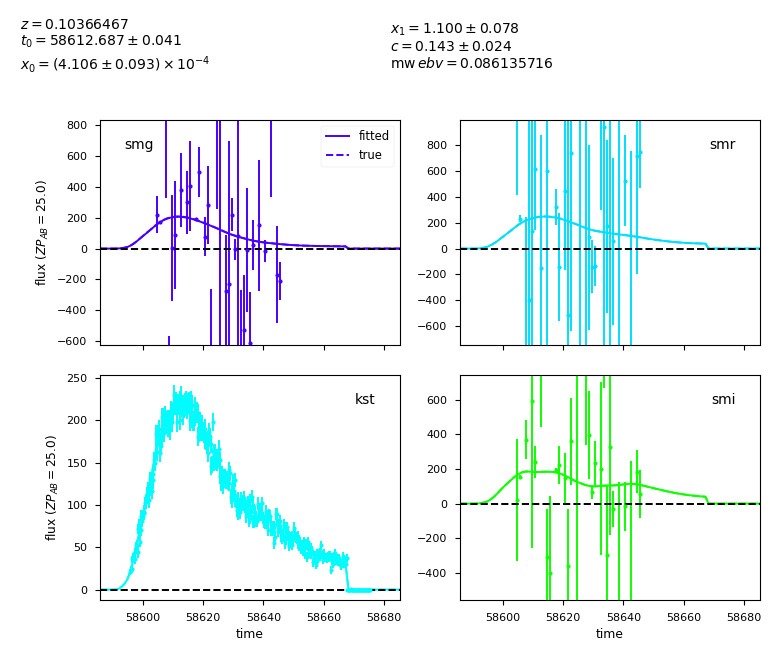 z = 0.10366467
t₀ = 58612.687 ± 0.041
x₀ = (4.106 ± 0.093) × 10⁻⁴
x₁ = 1.100 ± 0.078
c = 0.143 ± 0.024
mw ebv = 0.086135716
smg
fitted
true
800
600
400
200
0
−200
−400
−600
flux (ZP_AB = 25.0)
smr
800
600
400
200
0
−200
−400
−600
kst
250
200
150
100
50
0
flux (ZP_AB = 25.0)
58600 58620 58640 58660 58680
time
smi
600
400
200
0
−200
−400
58600 58620 58640 58660 58680
time